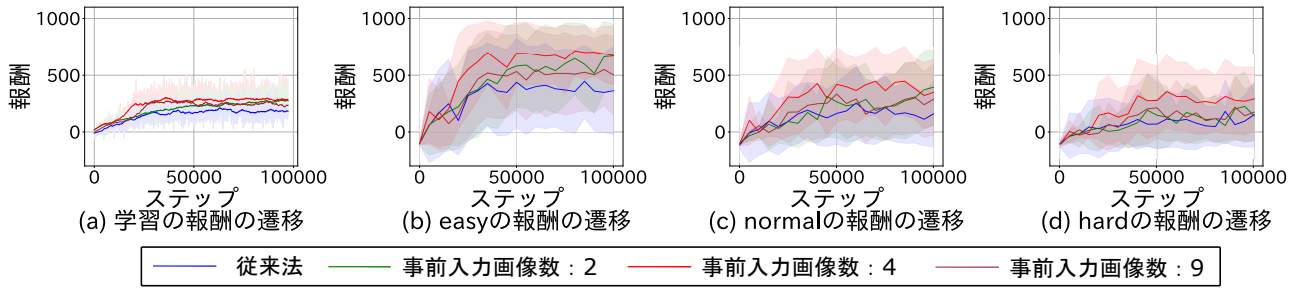 1000
500
0
報酬
0
50000
100000
ステップ
(a) 学習の報酬の遷移
1000
500
0
報酬
0
50000
100000
ステップ
(b) easyの報酬の遷移
1000
500
0
報酬
0
50000
100000
ステップ
(c) normalの報酬の遷移
1000
500
0
報酬
0
50000
100000
ステップ
(d) hardの報酬の遷移
従来法 事前入力画像数：2 事前入力画像数：4 事前入力画像数：9